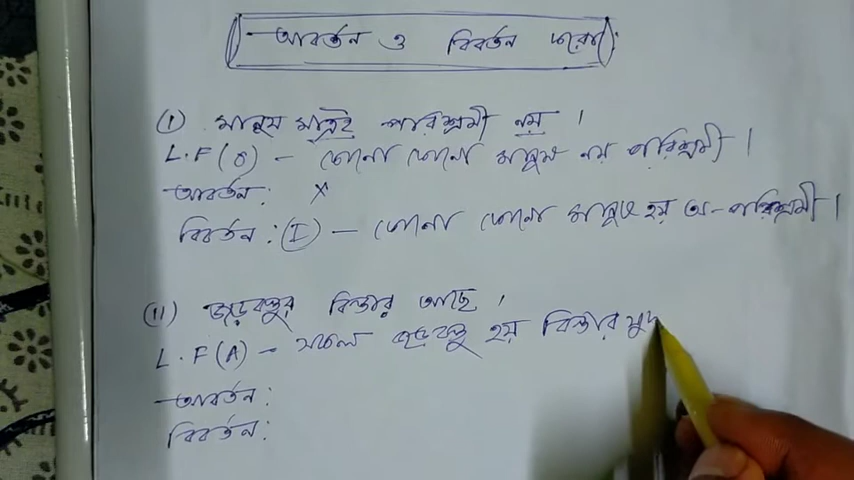 আবর্তন ও বিবর্তন করো:
(I) মানুষ মাত্রই পরিশ্রমী নয় ।
L.F(O) - কোনো কোনো মানুষ নয় পরিশ্রমী ।
আবর্তন: X
বিবর্তন: (I) - কোনো কোনো মানুষ হয় অ-পরিশ্রমী ।
(II) জড়বস্তুর বিস্তার আছে ।
L.F(A) - সকল জড়বস্তু হয় বিস্তার যু
আবর্তন:
বিবর্তন: